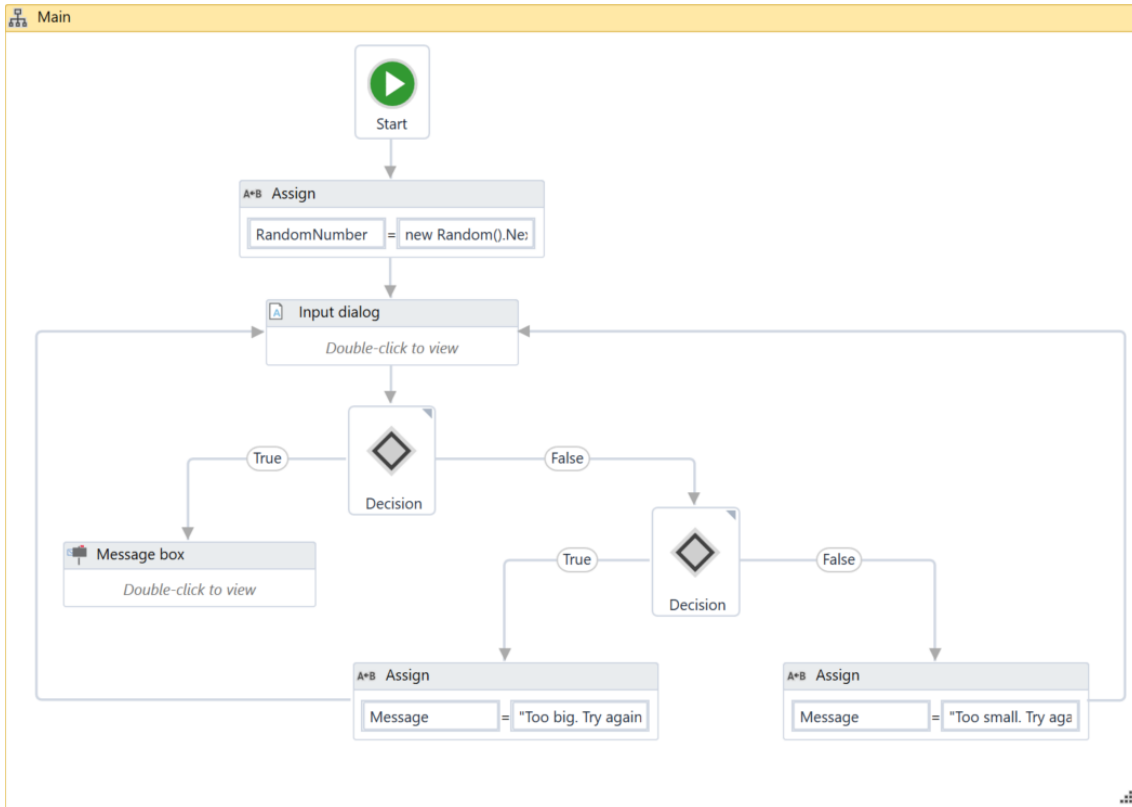 Main
Start
A+B Assign
RandomNumber = new Random().Nex
Input dialog
Double-click to view
True
False
Decision
Message box
Double-click to view
True
False
Decision
A+B Assign
Message = "Too big. Try again
A+B Assign
Message = "Too small. Try aga